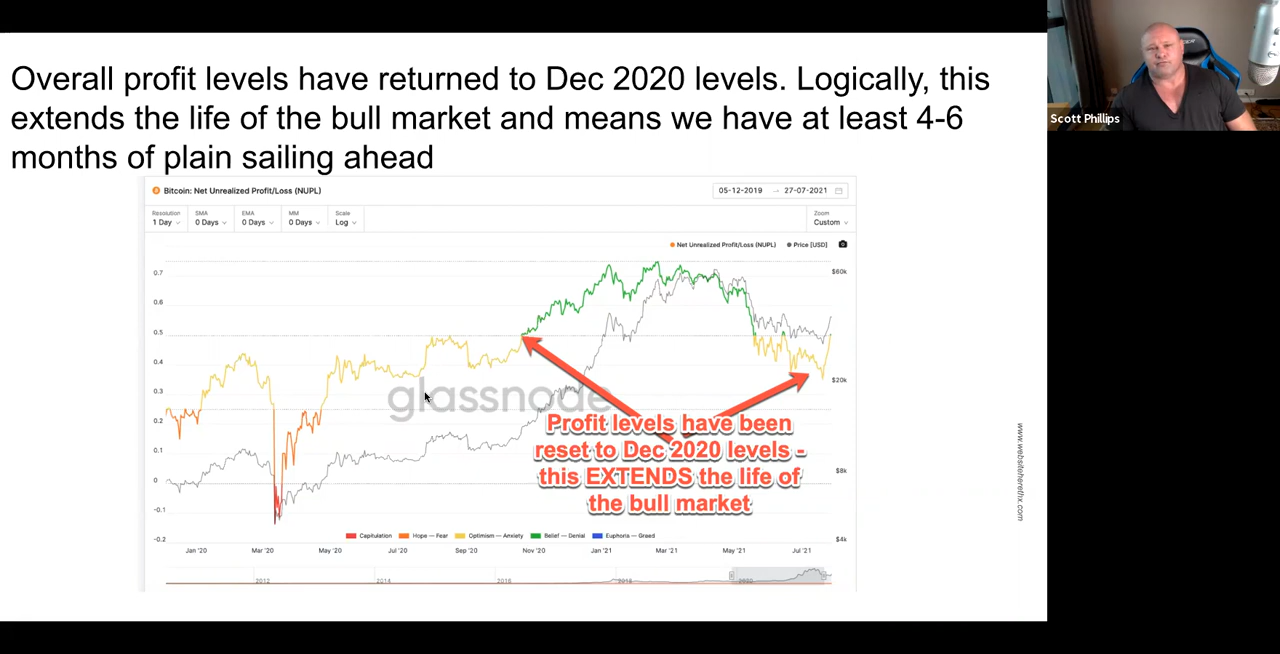 Overall profit levels have returned to Dec 2020 levels. Logically, this
extends the life of the bull market and means we have at least 4-6
months of plain sailing ahead
Scott Phillips
Bitcoin: Net Unrealized Profit/Loss (NUPL)
05-12-2019 → 27-07-2021
Resolution
1 Day
SMA
0 Days
EMA
0 Days
MM
0 Days
Scale
Log
Zoom
Custom
Net Unrealized Profit/Loss (NUPL) Price [USD]
0.7
0.6
0.5
0.4
0.3
0.2
0.1
0
-0.1
-0.2
$60k
$20k
$8k
$4k
glassnode
Profit levels have been
reset to Dec 2020 levels -
this EXTENDS the life of
the bull market
Capitulation Hope — Fear Optimism — Anxiety Belief — Denial Euphoria — Greed
Jan '20 Mar '20 May '20 Jul '20 Sep '20 Nov '20 Jan '21 Mar '21 May '21 Jul '21
2012 2014 2016 2018 2020
www.websiteherethx.com